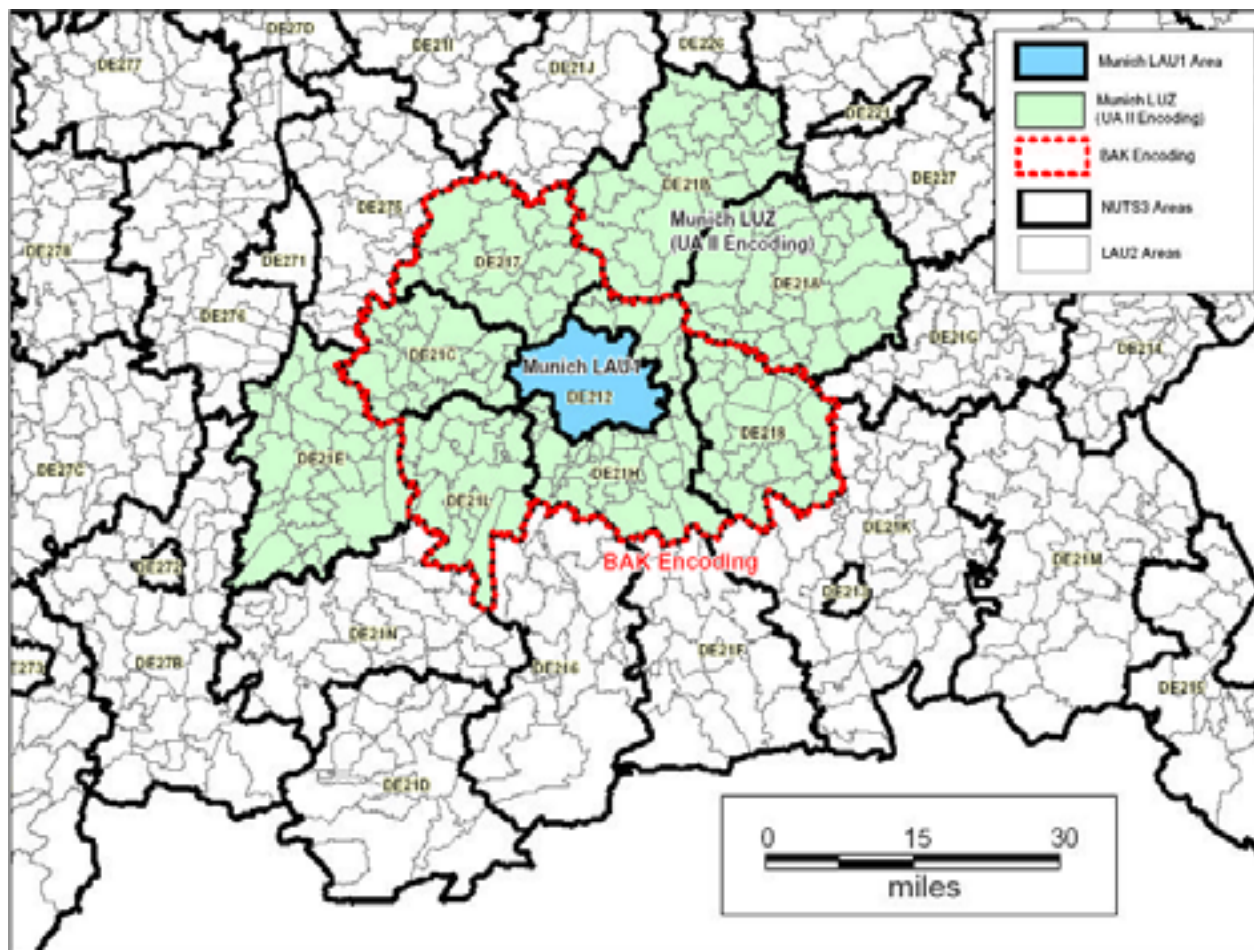 DE27D
DE21I
DE226
DE277
DE21J
Munich LAU1 Area
Munich LUZ
(UA II Encoding)
BAK Encoding
NUTS3 Areas
LAU2 Areas
DE221
DE227
DE21B
DE275
Munich LUZ
(UA II Encoding)
DE278
DE271
DE217
DE21A
DE276
DE21C
DE21G
DE214
Munich LAU1
DE212
DE27C
DE21E
DE218
DE21L
DE21H
DE21K
BAK Encoding
DE272
DE21M
DE213
DE21N
DE273
DE27B
DE216
DE21F
DE215
DE21D
0 15 30
miles